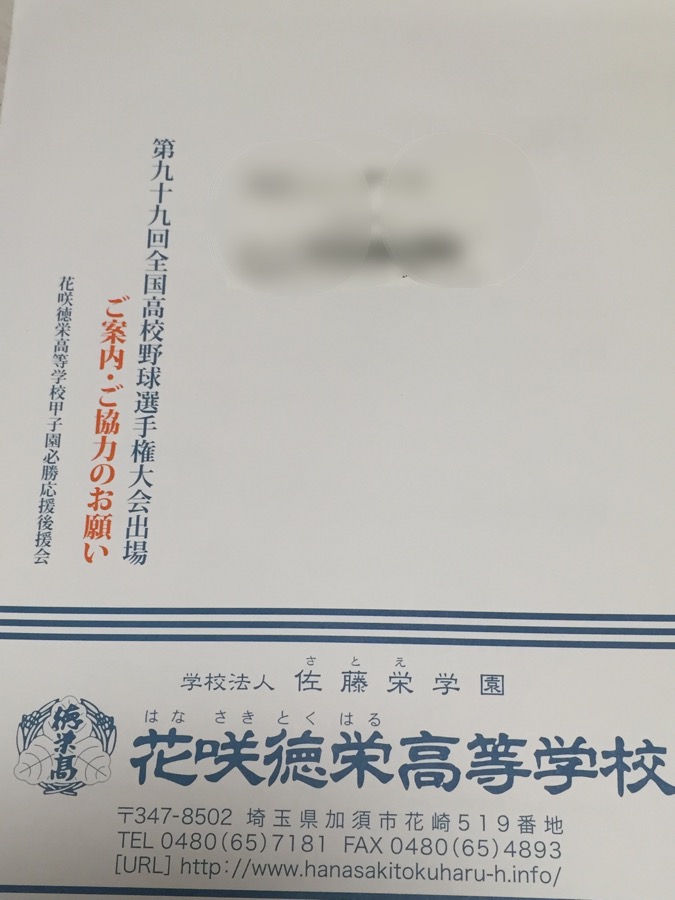 第九十九回全国高校野球選手権大会出場
ご案内・ご協力のお願い
花咲徳栄高等学校甲子園必勝応援後援会
さとえ
学校法人 佐藤栄学園
はなさきとくはる
花咲徳栄高等学校
徳栄高
〒347-8502 埼玉県加須市花崎519番地
TEL 0480(65)7181 FAX 0480(65)4893
[URL] http://www.hanasakitokuharu-h.info/